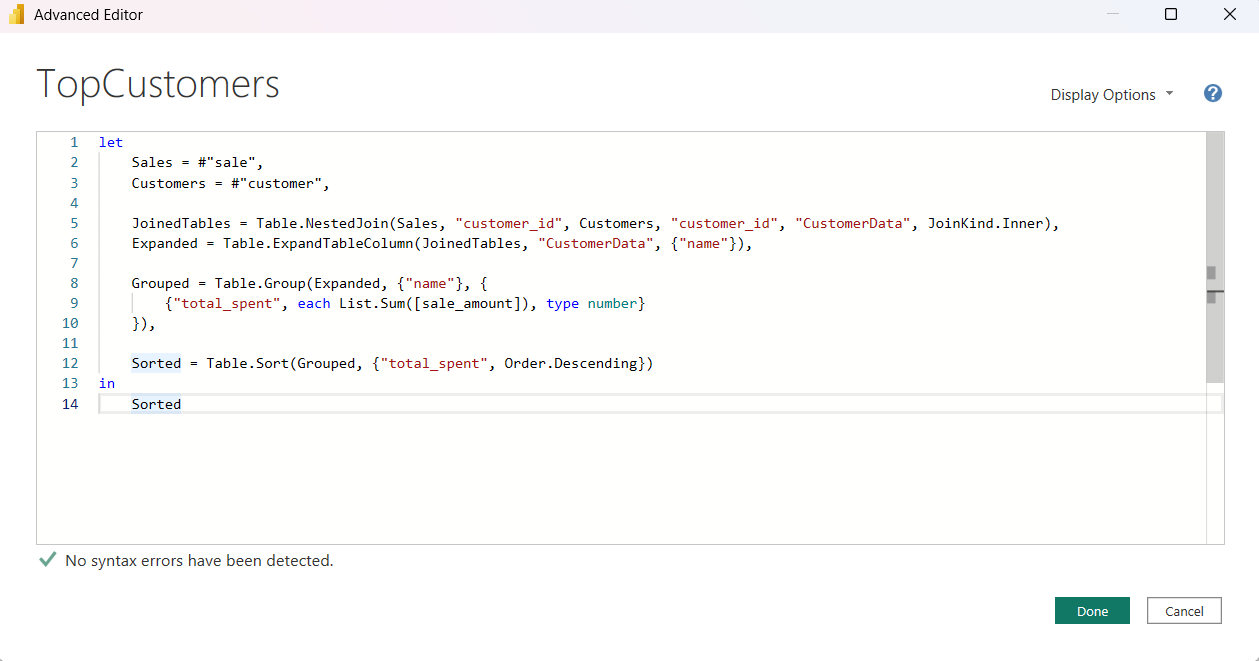 Advanced Editor
TopCustomers
Display Options
?
1 let
2     Sales = #"sale",
3     Customers = #"customer",
4
5     JoinedTables = Table.NestedJoin(Sales, "customer_id", Customers, "customer_id", "CustomerData", JoinKind.Inner),
6     Expanded = Table.ExpandTableColumn(JoinedTables, "CustomerData", {"name"}),
7
8     Grouped = Table.Group(Expanded, {"name"}, {
9         {"total_spent", each List.Sum([sale_amount]), type number}
10     }),
11
12     Sorted = Table.Sort(Grouped, {"total_spent", Order.Descending})
13 in
14     Sorted
No syntax errors have been detected.
Done
Cancel